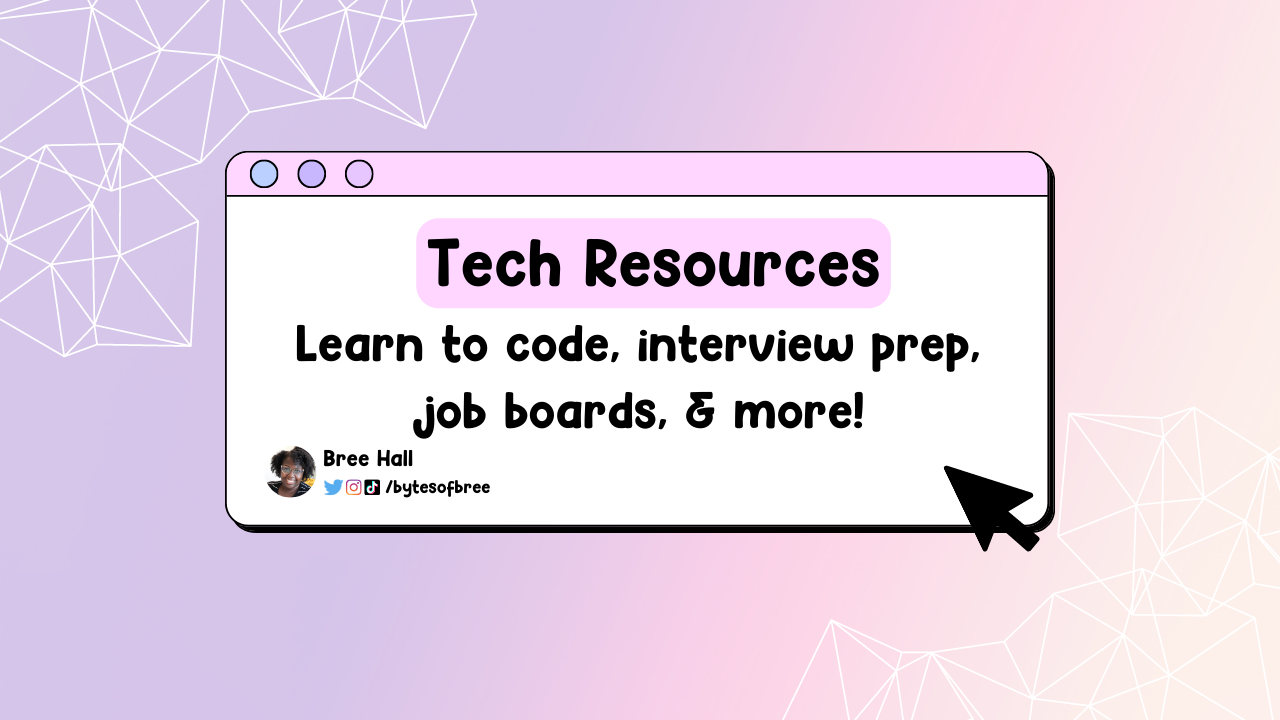 Tech Resources
Learn to code, interview prep,
job boards, & more!
Bree Hall
/bytesofbree